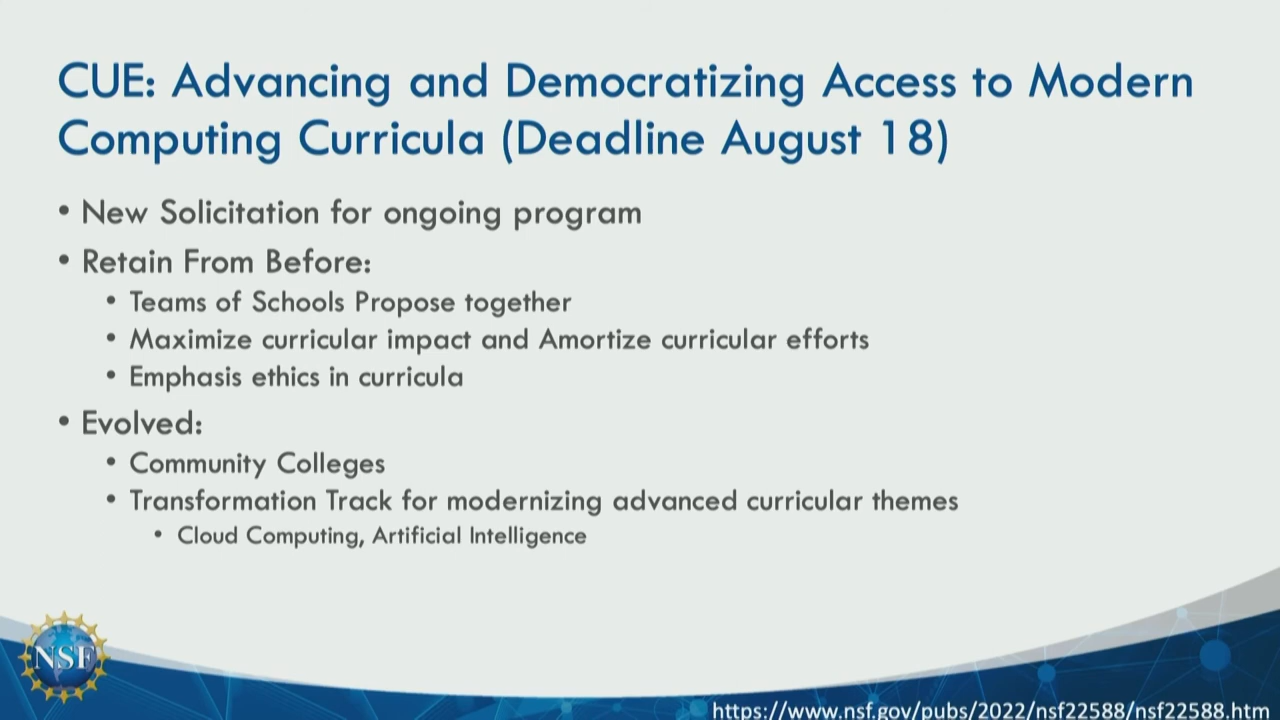 CUE: Advancing and Democratizing Access to Modern
Computing Curricula (Deadline August 18)
• New Solicitation for ongoing program
• Retain From Before:
• Teams of Schools Propose together
• Maximize curricular impact and Amortize curricular efforts
• Emphasis ethics in curricula
• Evolved:
• Community Colleges
• Transformation Track for modernizing advanced curricular themes
• Cloud Computing, Artificial Intelligence
NSF
https://www.nsf.gov/pubs/2022/nsf22588/nsf22588.htm